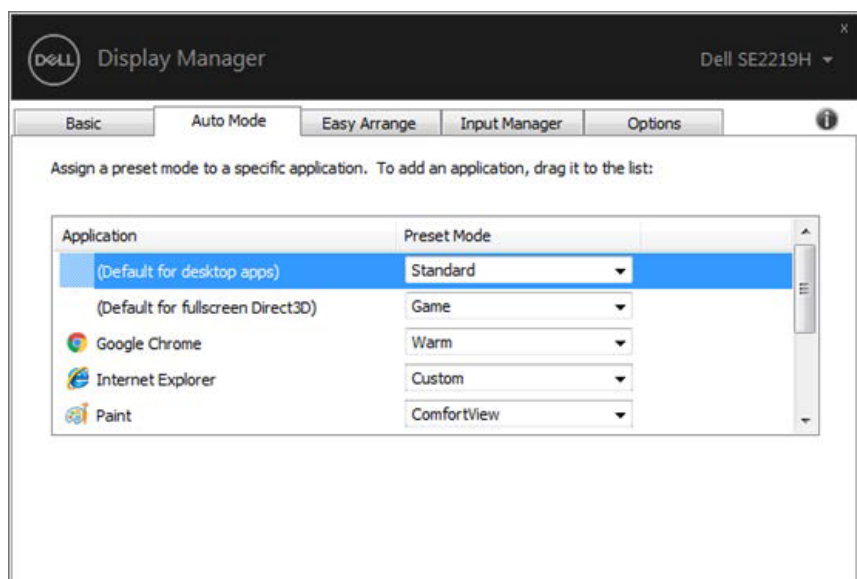 x
DELL Display Manager Dell SE2219H
Basic Auto Mode Easy Arrange Input Manager Options
Assign a preset mode to a specific application. To add an application, drag it to the list:
Application Preset Mode
(Default for desktop apps) Standard
(Default for fullscreen Direct3D) Game
Google Chrome Warm
Internet Explorer Custom
Paint ComfortView